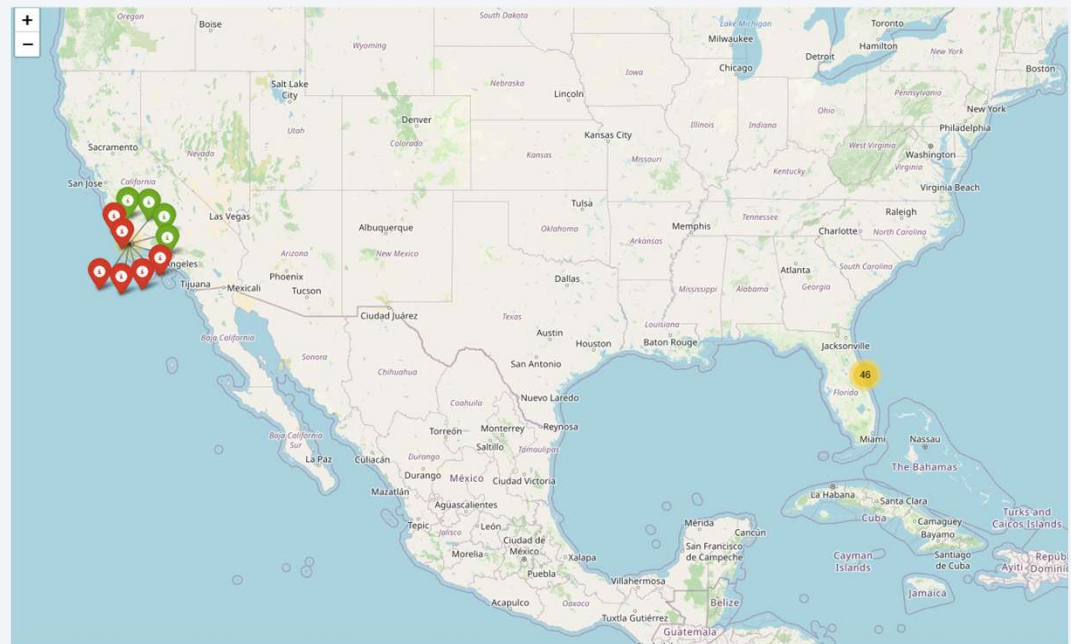 +
−
Oregon
Boise
South Dakota
Lake Michigan
Toronto
Milwaukee
Hamilton
New York
Wyoming
Detroit
Chicago
Boston
Iowa
Nebraska
Salt Lake
City
Lincoln
Pennsylvania
New York
Philadelphia
Denver
Ohio
Utah
Illinois
Indiana
Colorado
Kansas City
Sacramento
Nevada
Kansas
Missouri
West Virginia
Washington
Kentucky
Virginia
San Jose
California
Virginia Beach
Las Vegas
Tulsa
Raleigh
Albuquerque
Memphis
Tennessee
Charlotte
North Carolina
Oklahoma
Arkansas
Arizona
New Mexico
Angeles
Atlanta
South Carolina
Phoenix
Dallas
Tijuana
Mexicali
Tucson
Mississippi
Alabama
Georgia
Ciudad Juárez
Texas
Louisiana
Austin
Houston
Baton Rouge
Baja California
Jacksonville
Sonora
San Antonio
Chihuahua
46
Florida
Nuevo Laredo
Coahuila
Torreón
Monterrey
Reynosa
Baja California
Sur
Saltillo
Tamaulipas
Miami
Nassau
La Paz
Culiacán
Durango
Durango
México
Ciudad Victoria
The Bahamas
Mazatlán
La Habana
Santa Clara
Aguascalientes
Turks and
Caicos Islands
Cuba
Camaguey
Tepic
León
Mérida
Cancún
Bayamo
Jalisco
Ciudad de
México
San Francisco
de Campeche
Cayman
Islands
Santiago
de Cuba
Morelia
Xalapa
Ayiti
Repúb
Dominic
Puebla
Villahermosa
Jamaica
Acapulco
Oaxaca
Belize
Tuxtla Gutiérrez
Guatemala